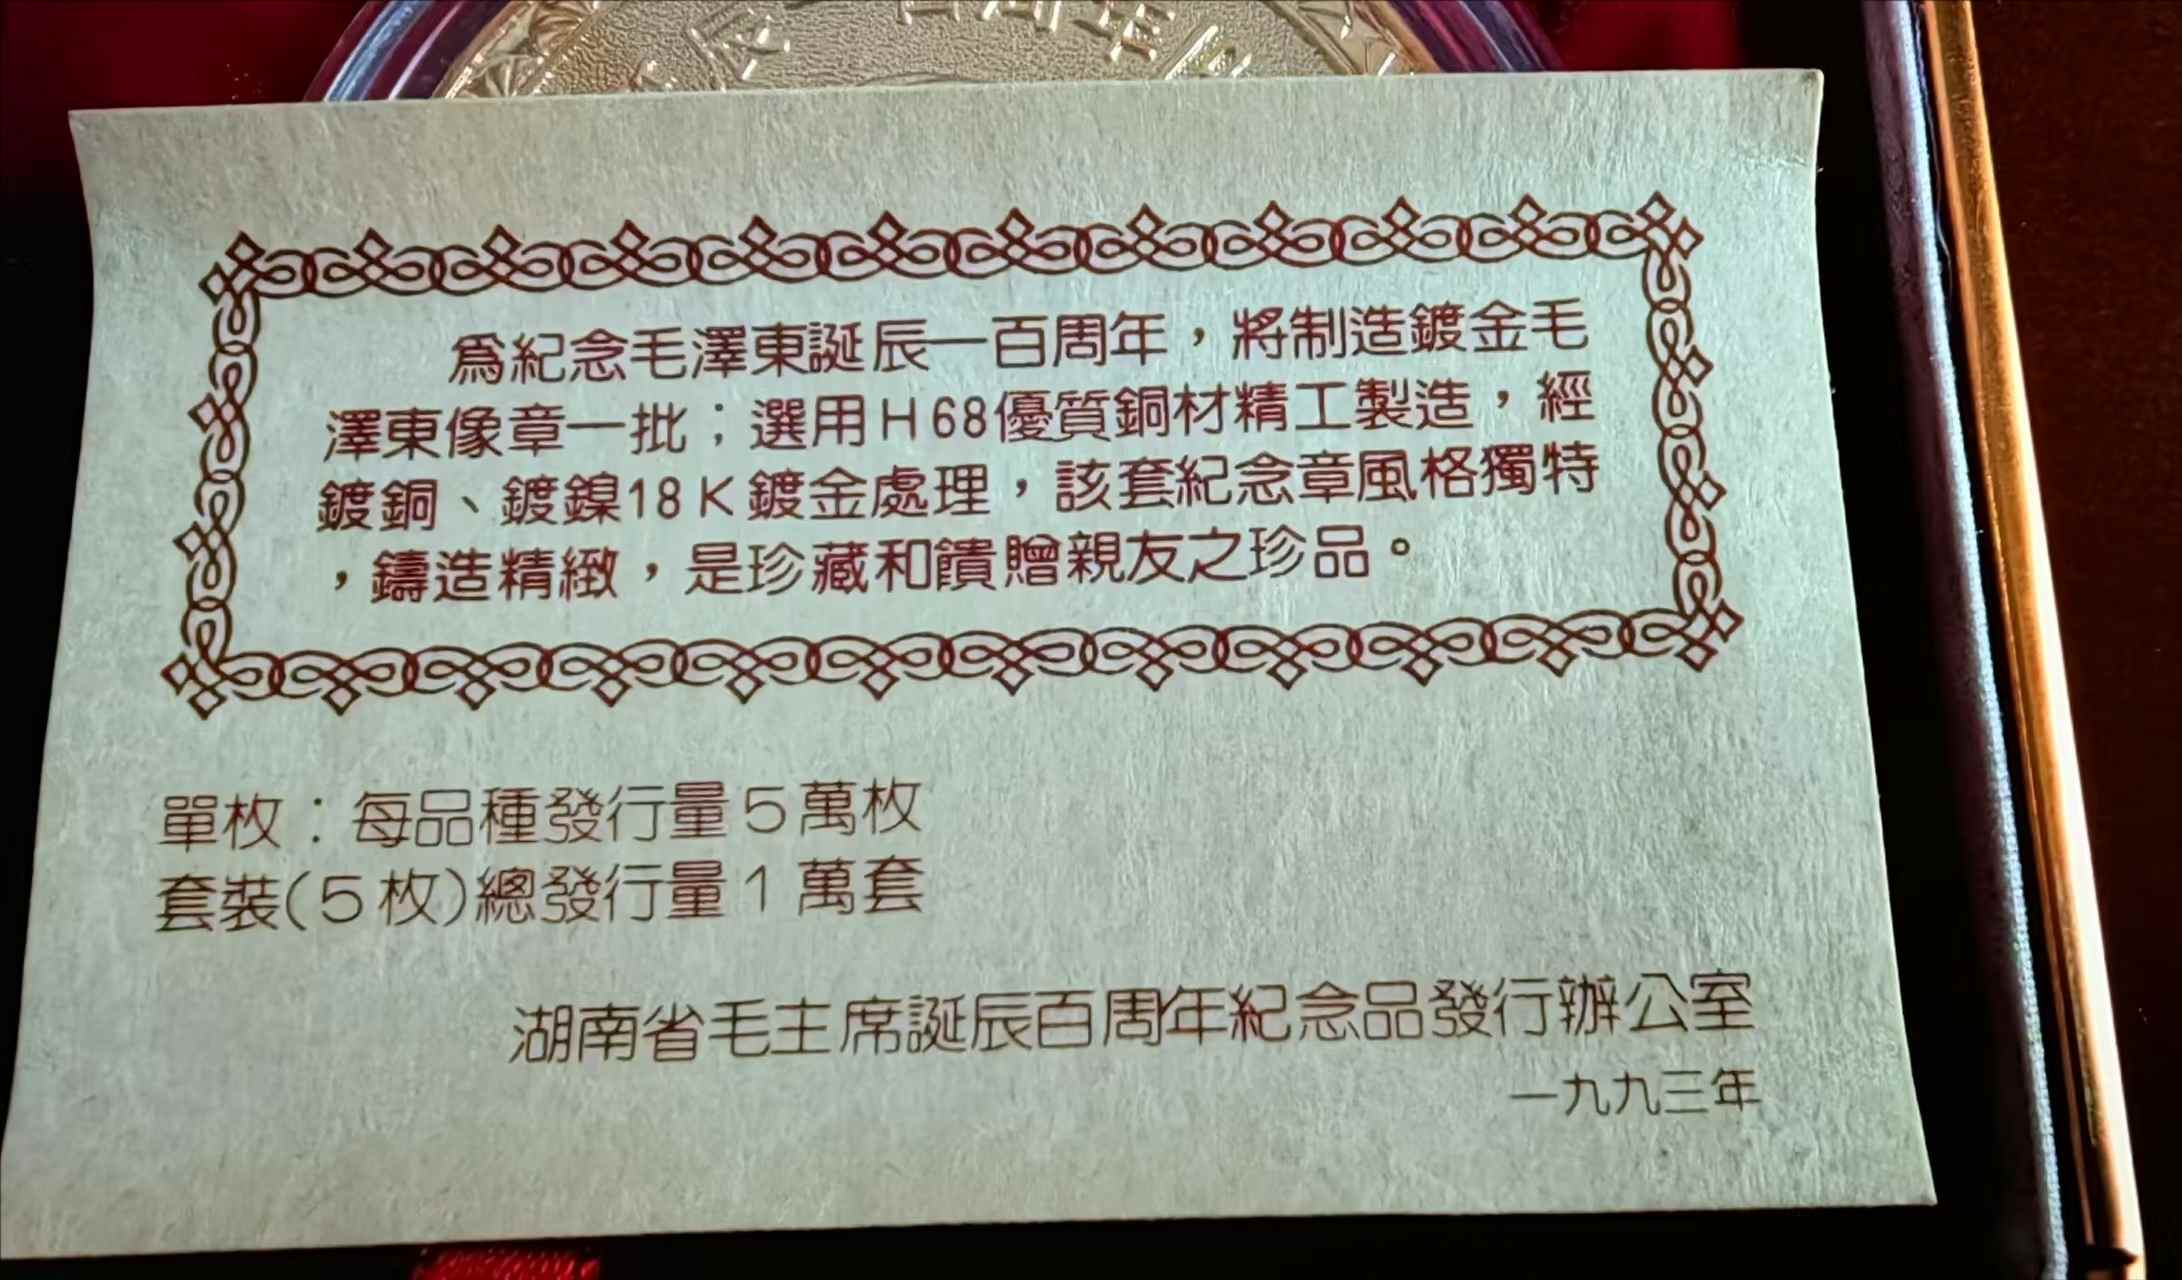 念一百周年
爲紀念毛澤東誕辰一百周年，將制造鍍金毛
澤東像章一批；選用H68優質銅材精工製造，經
鍍銅、鍍鎳18K鍍金處理，該套紀念章風格獨特
，鑄造精緻，是珍藏和饋贈親友之珍品。
單枚：每品種發行量5萬枚
套裝(5枚)總發行量1萬套
湖南省毛主席誕辰百周年紀念品發行辦公室
一九九三年